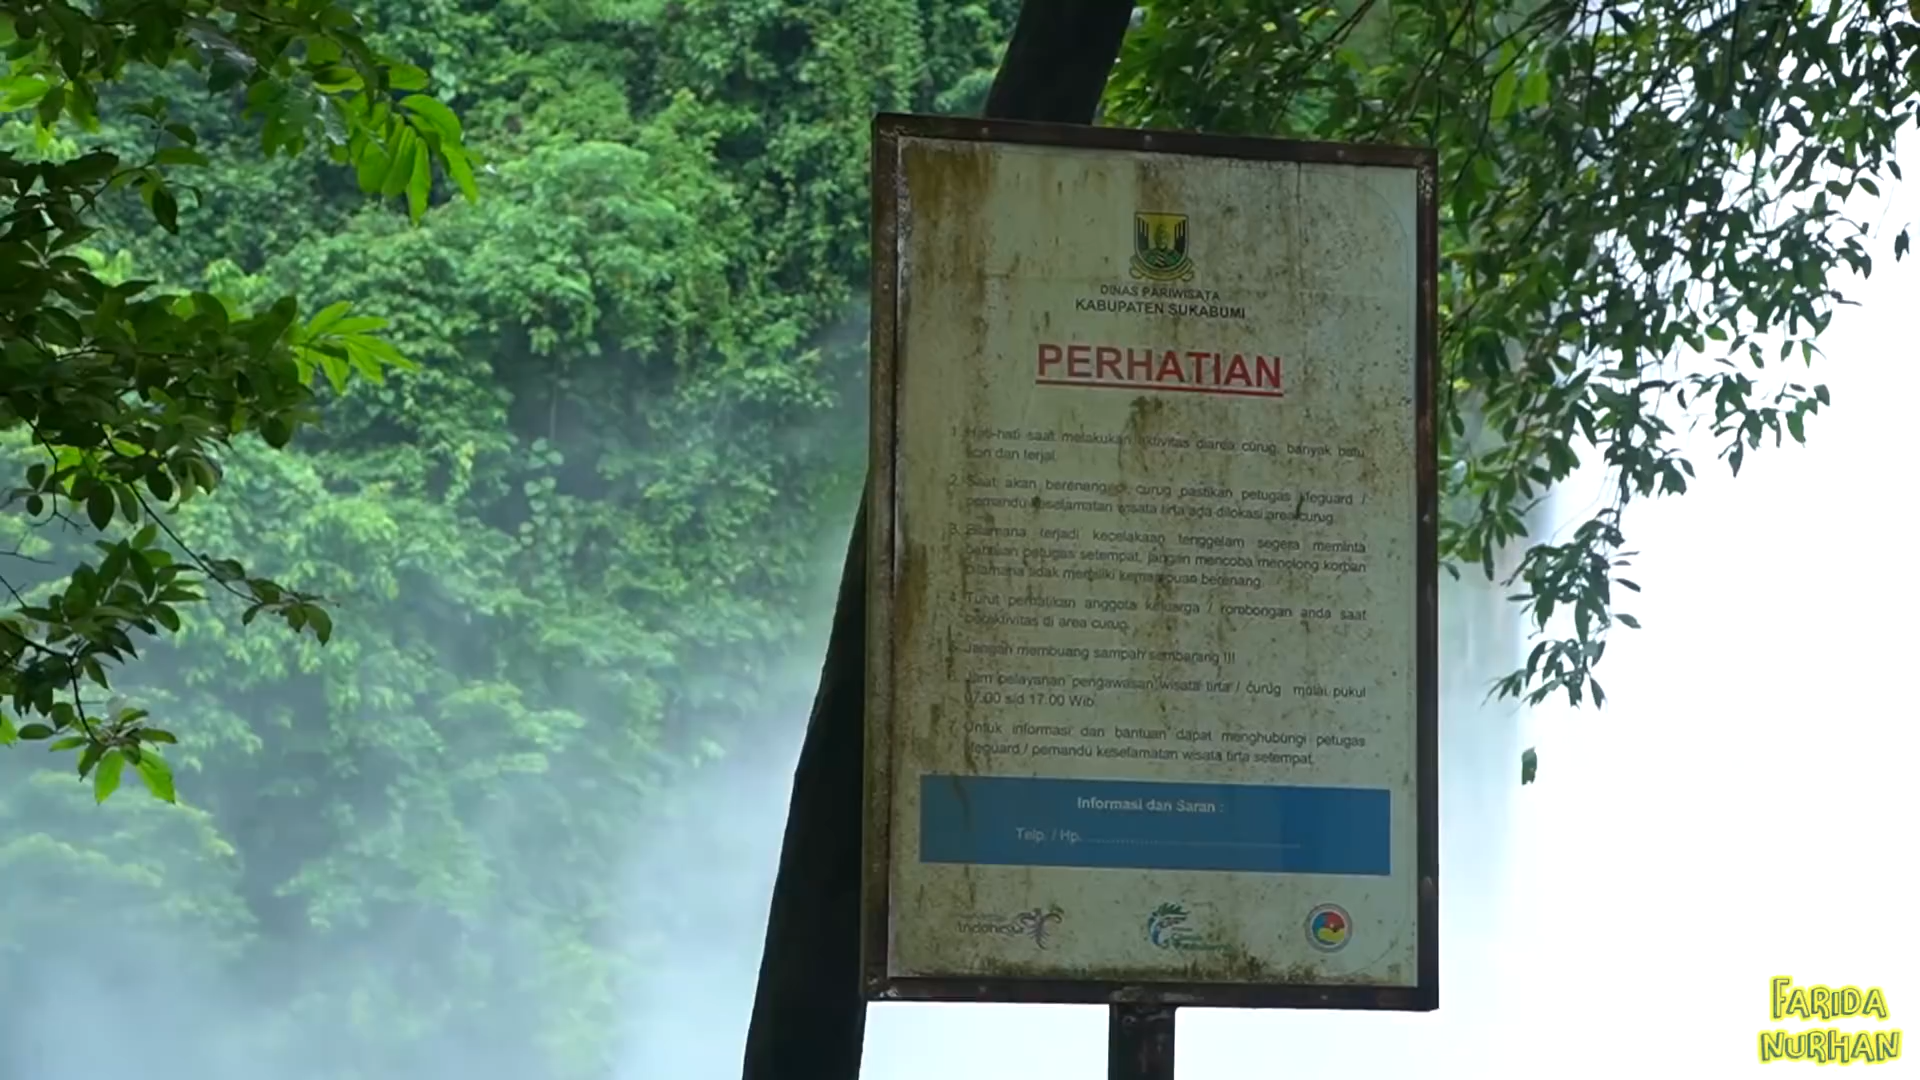 DINAS PARIWISATA
KABUPATEN SUKABUMI
PERHATIAN
1. Hati-hati saat melakukan aktivitas diarea curug, banyak batu
licin dan terjal.
2. Saat akan berenang di curug pastikan petugas lifeguard /
pemandu keselamatan wisata tirta ada dilokasi area curug.
3. Bilamana terjadi kecelakaan tenggelam segera meminta
bantuan petugas setempat, jangan mencoba menolong korban
bilamana tidak memiliki kemampuan berenang.
4. Turut perhatikan anggota keluarga / rombongan anda saat
beraktivitas di area curug.
5. Jangan membuang sampah sembarang !!!
6. Jam pelayanan pengawasan wisata tirta / curug mulai pukul
07.00 s/d 17.00 Wib
7. Untuk informasi dan bantuan dapat menghubungi petugas
lifeguard / pemandu keselamatan wisata tirta setempat.
Informasi dan Saran :
Telp. / Hp. ........................................
Indonesia
FARIDA
NURHAN